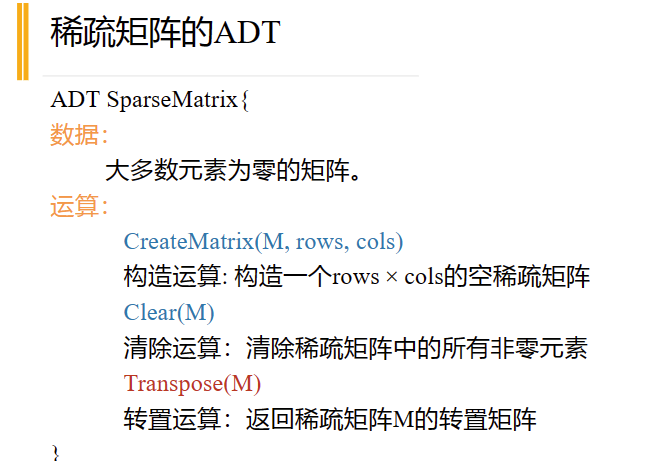 稀疏矩阵的ADT
ADT SparseMatrix{
数据：
大多数元素为零的矩阵。
运算：
CreateMatrix(M, rows, cols)
构造运算: 构造一个rows × cols的空稀疏矩阵
Clear(M)
清除运算：清除稀疏矩阵中的所有非零元素
Transpose(M)
转置运算：返回稀疏矩阵M的转置矩阵
}